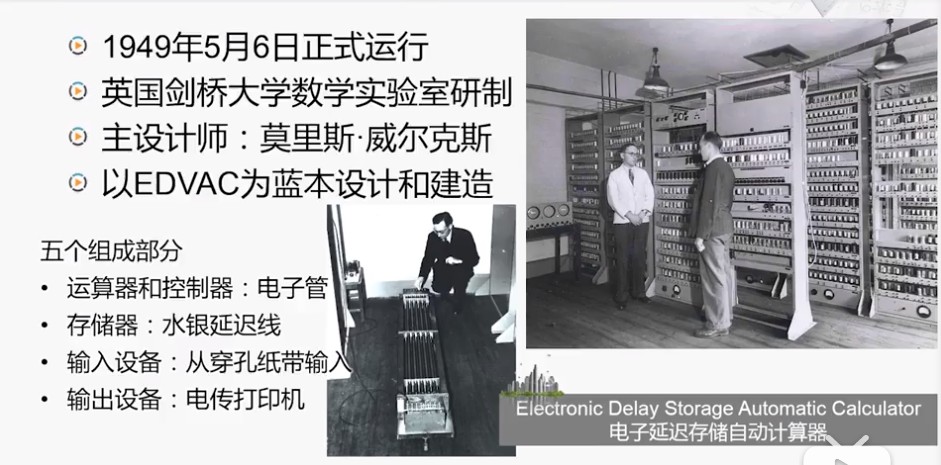 1949年5月6日正式运行
英国剑桥大学数学实验室研制
主设计师：莫里斯·威尔克斯
以EDVAC为蓝本设计和建造
五个组成部分
• 运算器和控制器：电子管
• 存储器：水银延迟线
• 输入设备：从穿孔纸带输入
• 输出设备：电传打印机
Electronic Delay Storage Automatic Calculator
电子延迟存储自动计算器